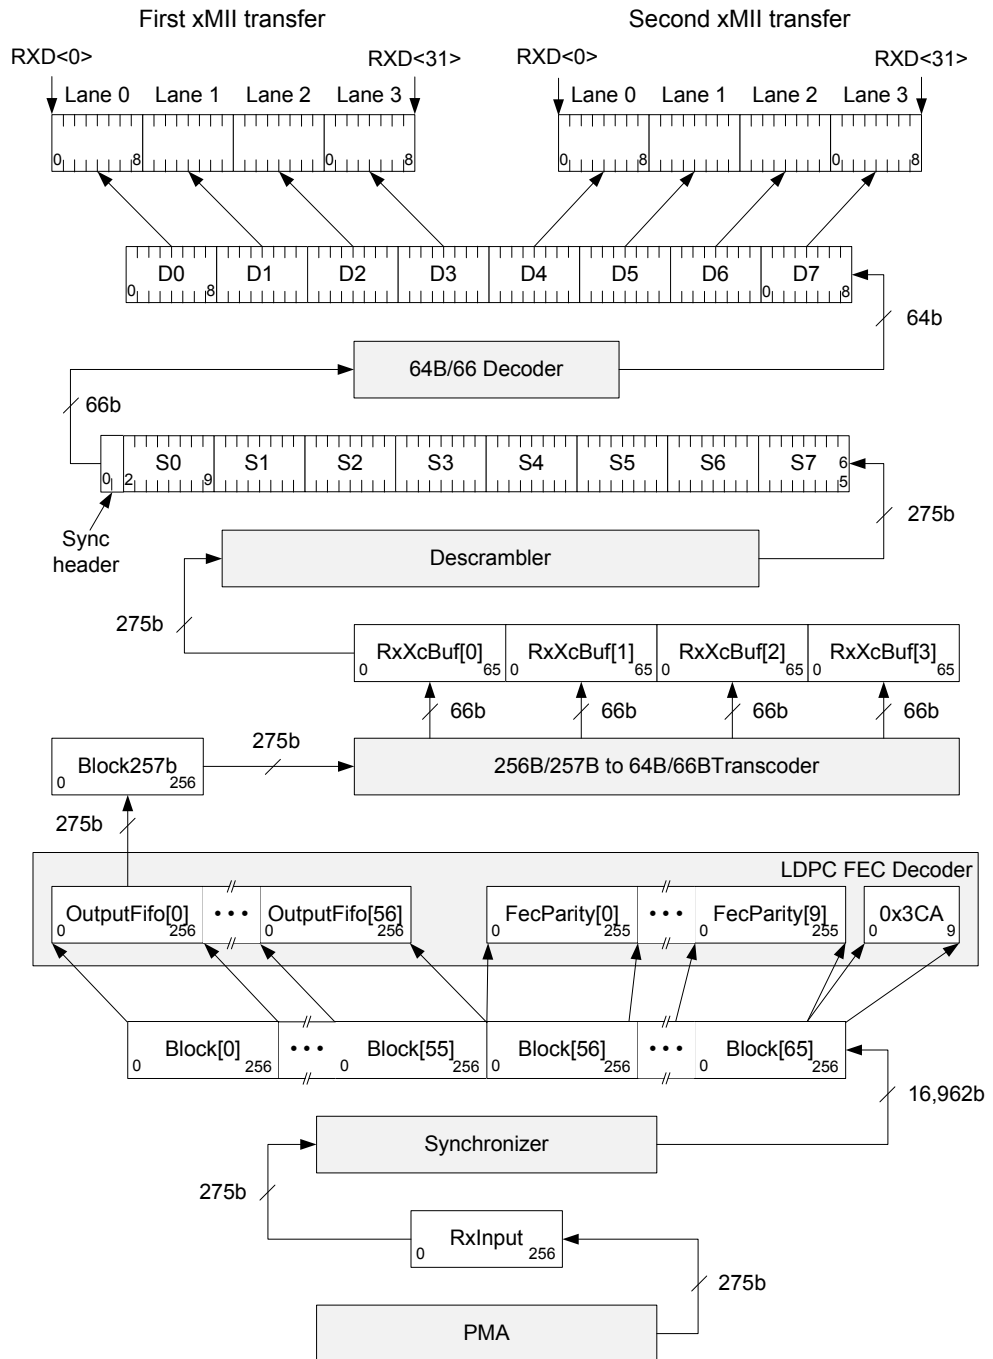 First xMII transfer
Second xMII transfer
RXD<0> RXD<31> RXD<0> RXD<31>
Lane 0 Lane 1 Lane 2 Lane 3 Lane 0 Lane 1 Lane 2 Lane 3
0 8 0 8 0 8 0 8
D0 D1 D2 D3 D4 D5 D6 D7
0 8 0 8
64b
64B/66 Decoder
66b
S0 S1 S2 S3 S4 S5 S6 S7
0 2 9 6
5
Sync
header
275b
Descrambler
275b
RxXcBuf[0] RxXcBuf[1] RxXcBuf[2] RxXcBuf[3]
0 65 0 65 0 65 0 65
66b 66b 66b 66b
275b
Block257b
0 256
256B/257B to 64B/66BTranscoder
275b
LDPC FEC Decoder
OutputFifo[0] • • • OutputFifo[56] FecParity[0] • • • FecParity[9] 0x3CA
0 256 0 256 0 255 0 255 0 9
Block[0] • • • Block[55] Block[56] • • • Block[65]
0 256 0 256 0 256 0 256
16,962b
Synchronizer
275b
RxInput
0 256
275b
PMA